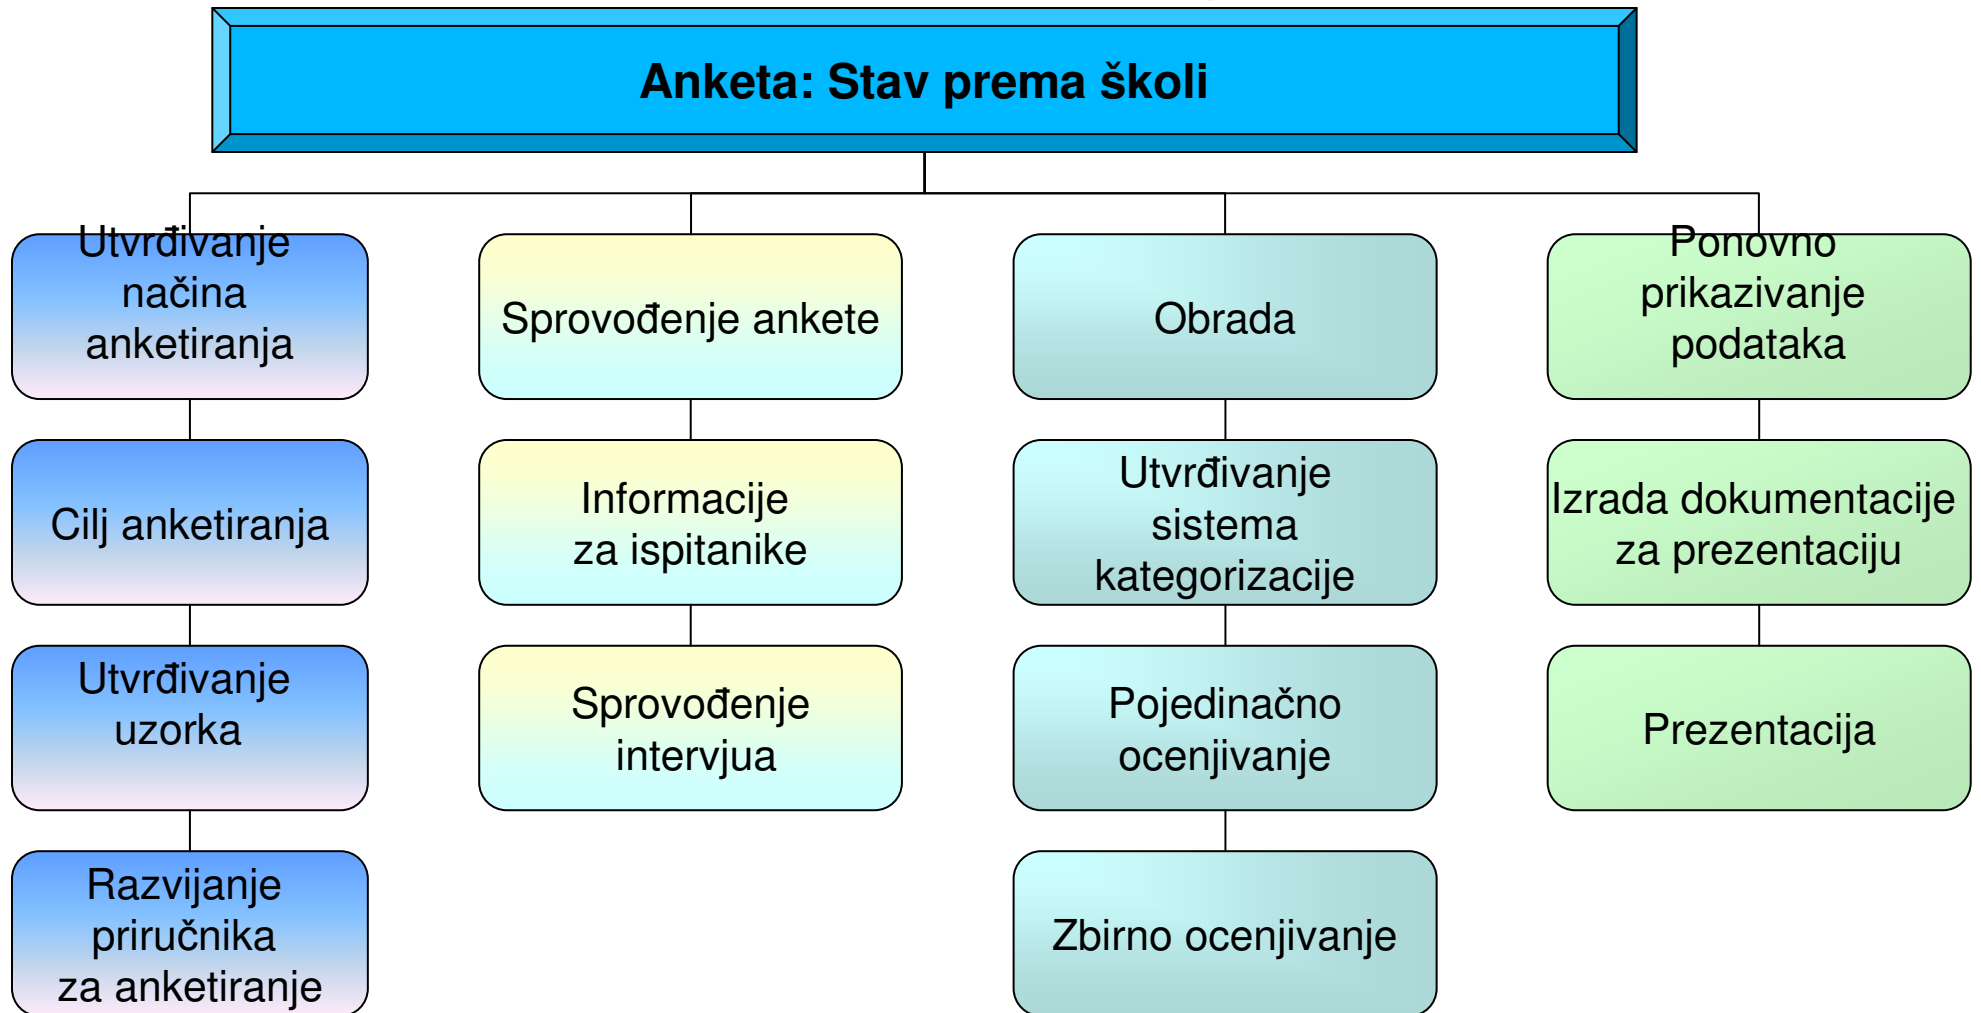 Anketa: Stav prema školi
Utvrđivanje
načina
anketiranja
Cilj anketiranja
Utvrđivanje
uzorka
Razvijanje
priručnika
za anketiranje
Sprovođenje ankete
Informacije
za ispitanike
Sprovođenje
intervjua
Obrada
Utvrđivanje
sistema
kategorizacije
Pojedinačno
ocenjivanje
Zbirno ocenjivanje
Ponovno
prikazivanje
podataka
Izrada dokumentacije
za prezentaciju
Prezentacija